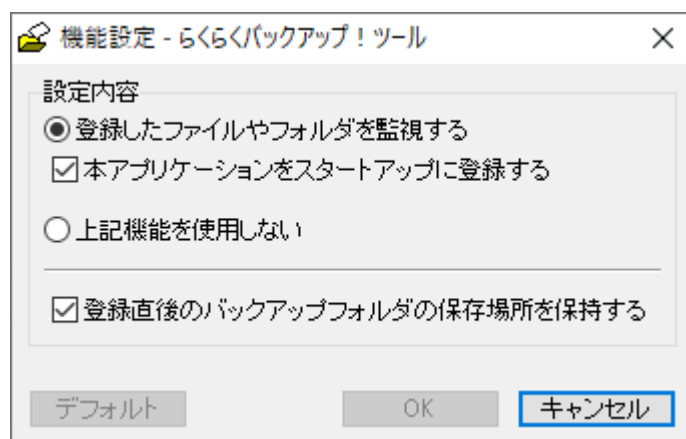 機能設定 - らくらくバックアップ！ツール
設定内容
登録したファイルやフォルダを監視する
本アプリケーションをスタートアップに登録する
上記機能を使用しない
登録直後のバックアップフォルダの保存場所を保持する
デフォルト OK キャンセル